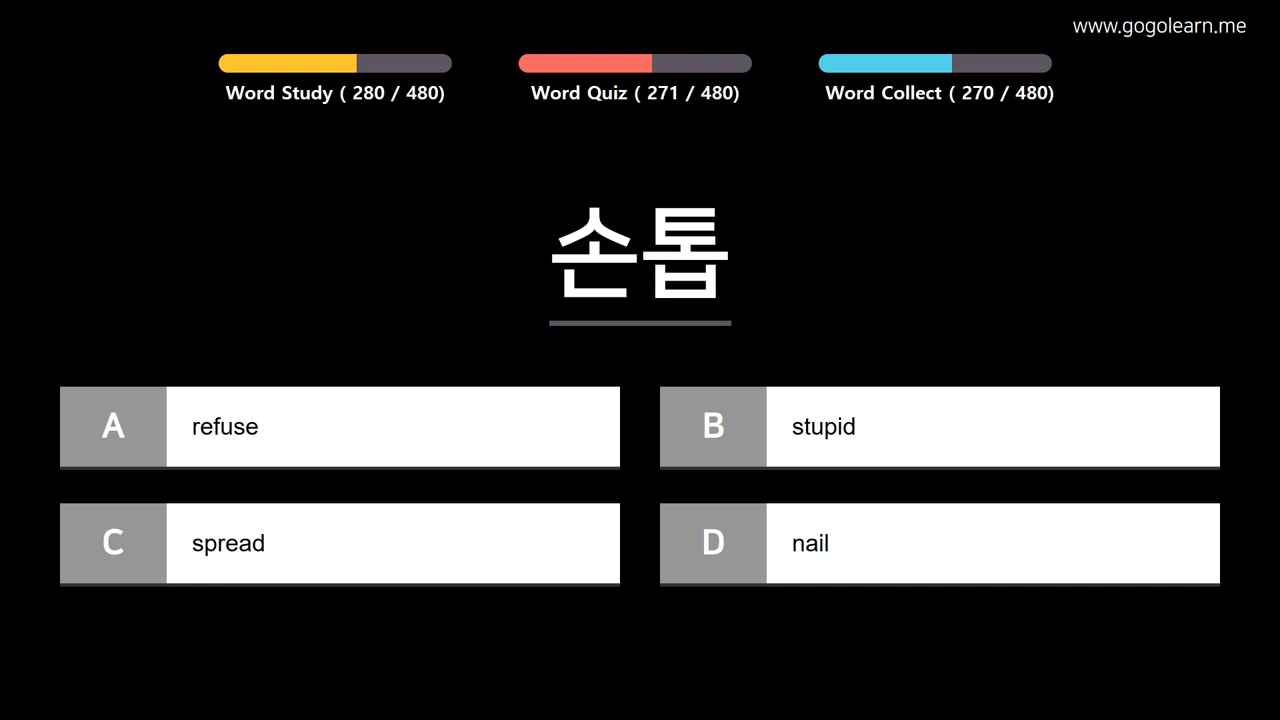 www.gogolearn.me
Word Study ( 280 / 480)
Word Quiz ( 271 / 480)
Word Collect ( 270 / 480)
손톱
A refuse
B stupid
C spread
D nail